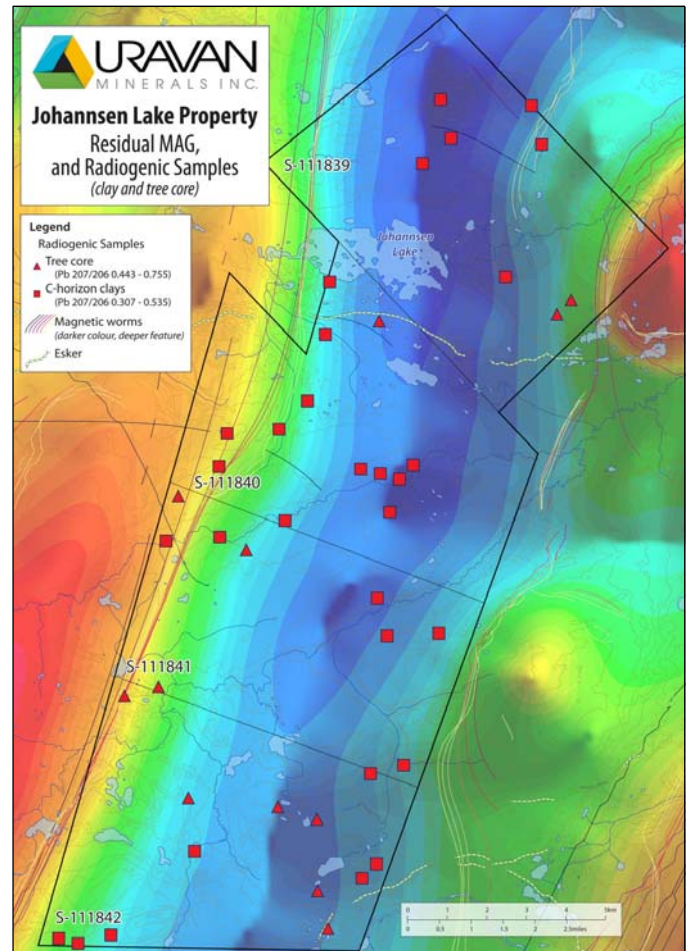 URAVAN
MINERALS INC.
Johannsen Lake Property
Residual MAG,
and Radiogenic Samples
(clay and tree core)
S-111839
Legend
Radiogenic Samples
Tree core
(Pb 207/206 0.443 - 0.755)
C-horizon clays
(Pb 207/206 0.307 - 0.535)
Magnetic worms
(darker colour, deeper feature)
Esker
Johannsen
Lake
S-111840
S-111841
S-111842
0 1 2 3 4 5km
0 0.5 1 1.5 2 2.5miles